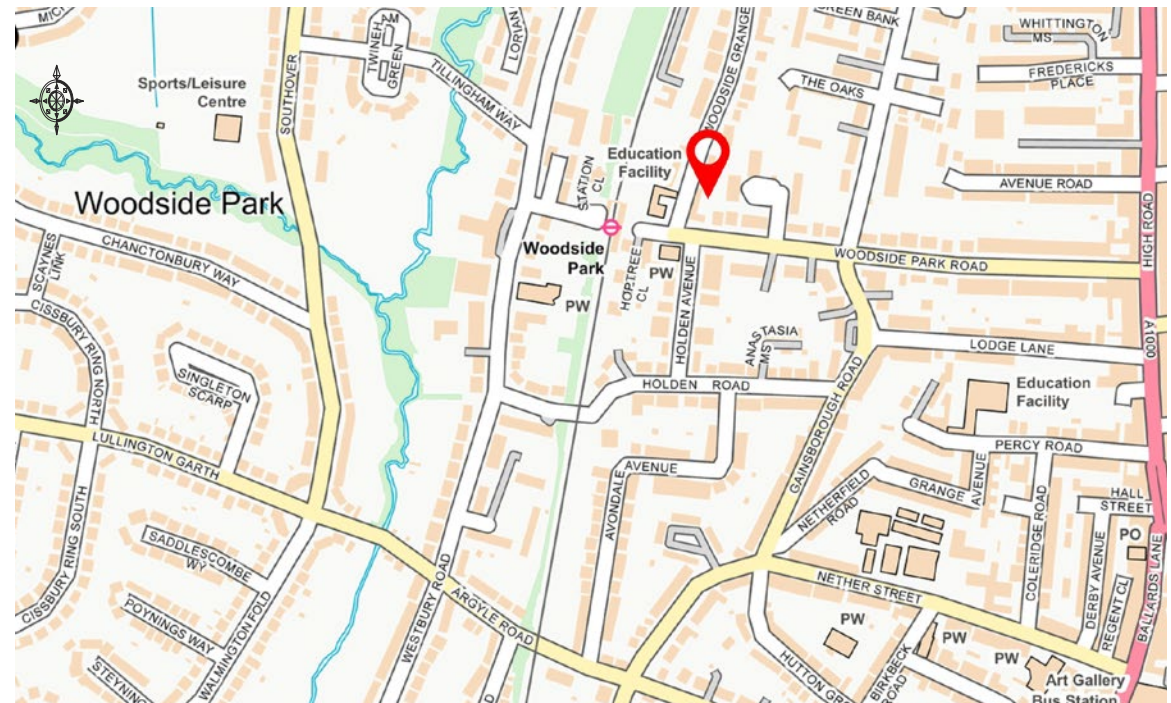 MICH
TWINEH
AM
GREEN
LORIAN
GREEN BANK
WHITTINGTON
MS
FREDERICKS
PLACE
Sports/Leisure
Centre
SOUTHOVER
TILLINGHAM WAY
WOODSIDE GRANGE
THE OAKS
Education
Facility
STATION
CL
AVENUE ROAD
HIGH ROAD
Woodside Park
CHANCTONBURY WAY
SCAYNES
LINK
Woodside
Park
PW
HOPTREE
CL
PW
WOODSIDE PARK ROAD
HOLDEN AVENUE
ANASTASIA
MS
A1000
LODGE LANE
CISSBURY RING NORTH
SINGLETON
SCARP
HOLDEN ROAD
GAINSBOROUGH ROAD
Education
Facility
LULLINGTON GARTH
AVENUE
AVONDALE
PERCY ROAD
NETHERFIELD
ROAD
GRANGE
AVENUE
COLERIDGE ROAD
HALL
STREET
PO
CISSBURY RING SOUTH
SADDLESCOMBE
WY
POYNINGS WAY
WALMINGTON FOLD
STEYNING
WESTBURY ROAD
ARGYLE ROAD
NETHER STREET
DERBY AVENUE
REGENT CL
BALLARDS LANE
PW
PW
PW
HUTTON GR
BIRKBECK
ROAD
Art Gallery
Bus Station